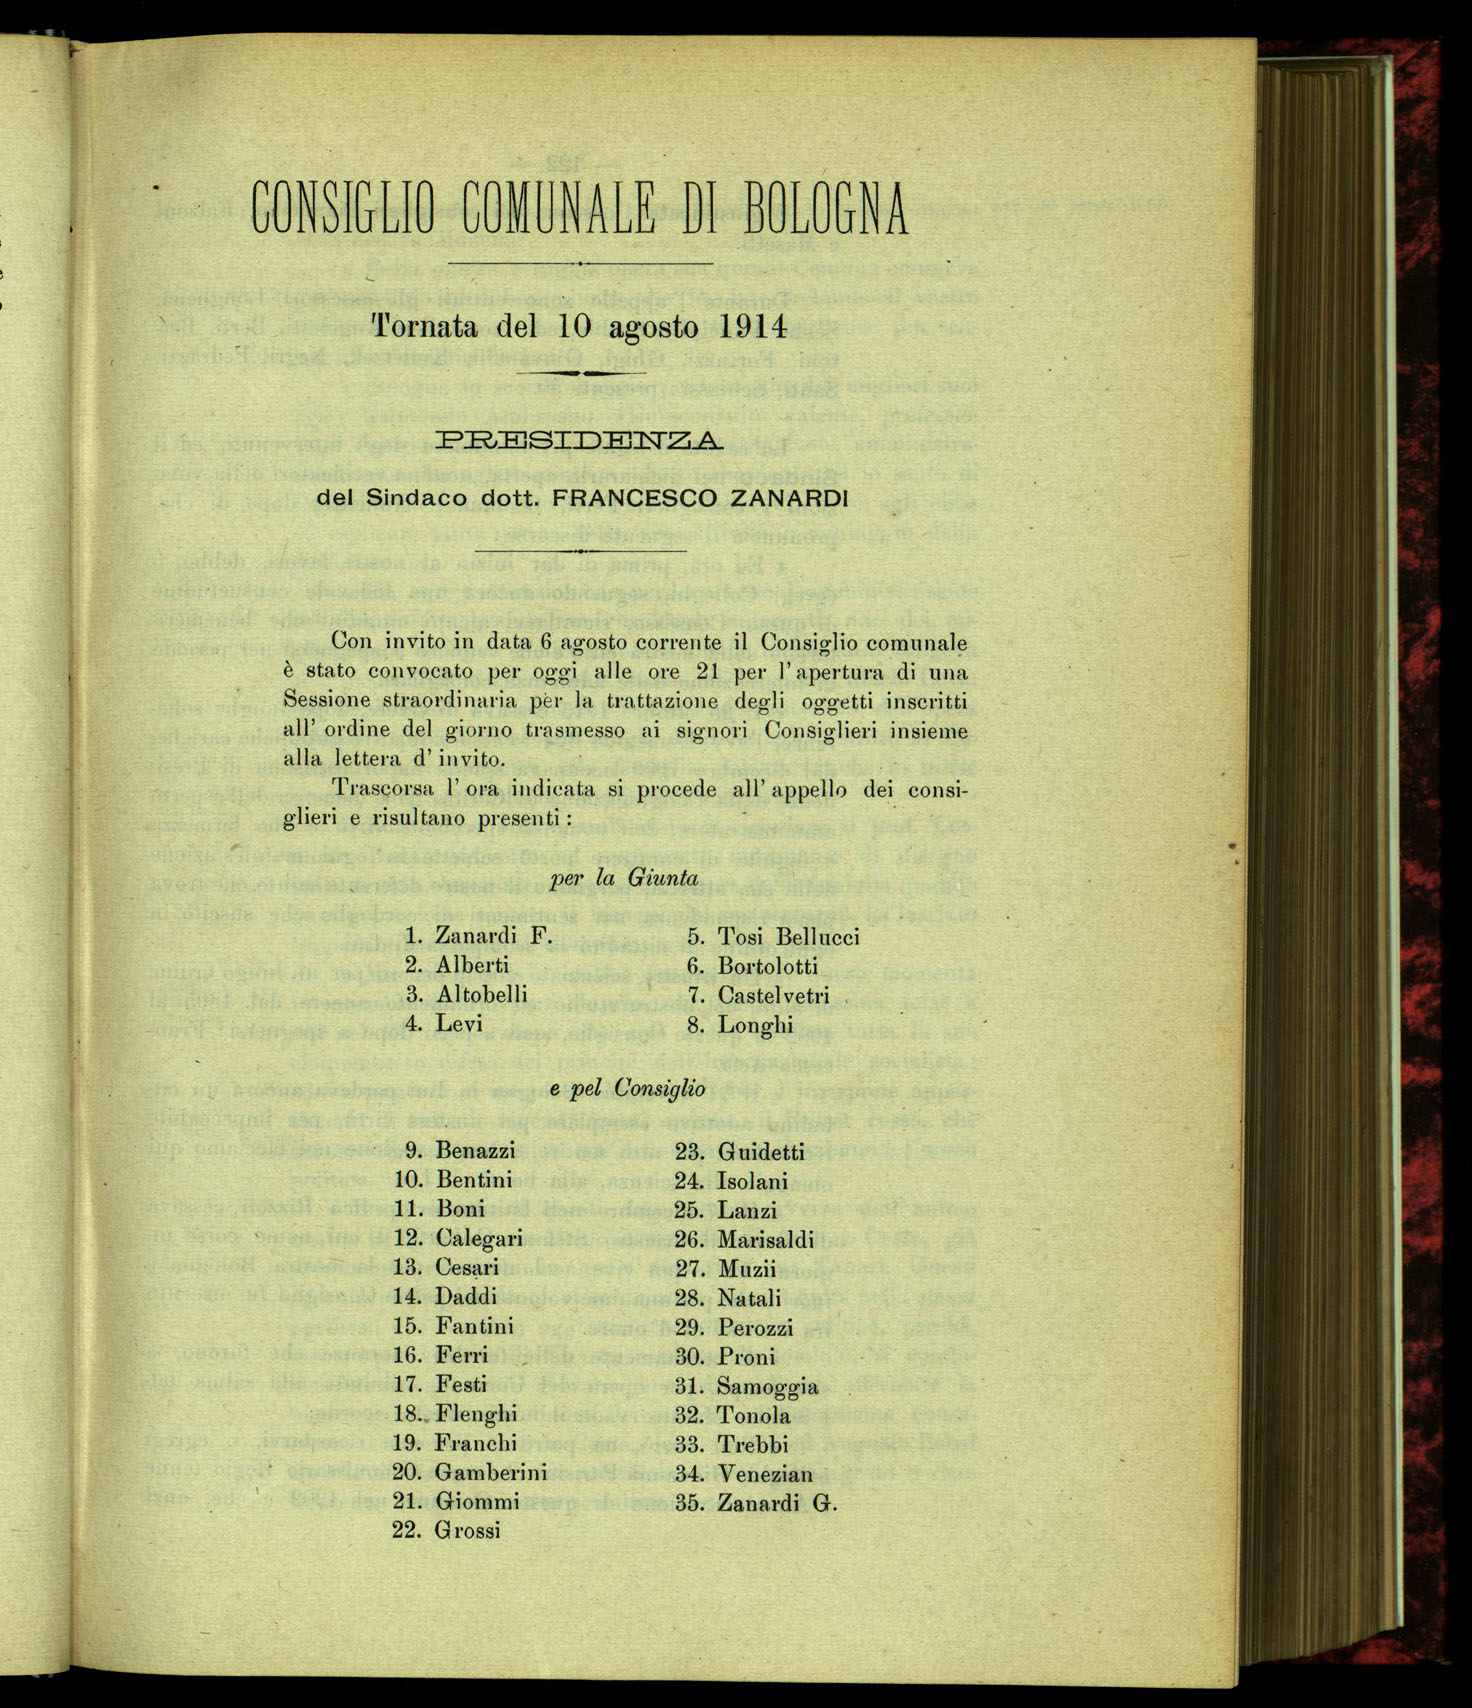 CONSIGLIO COMUNALE DI BOLOGNA
Tornata del 10 agosto 1914
PRESIDENZA
del Sindaco dott. FRANCESCO ZANARDI
Con invito in data 6 agosto corrente il Consiglio comunale
è stato convocato per oggi alle ore 21 per l' apertura di una
Sessione straordinaria per la trattazione degli oggetti inscritti
all' ordine del giorno trasmesso ai signori Consiglieri insieme
alla lettera d' invito.
Trascorsa l' ora indicata si procede all' appello dei consi-
glieri e risultano presenti :
per la Giunta
1. Zanardi F.
2. Alberti
3. Altobelli
4. Levi
5. Tosi Bellucci
6. Bortolotti
7. Castelvetri
8. Longhi
e pel Consiglio
9. Benazzi
10. Bentini
11. Boni
12. Calegari
13. Cesari
14. Daddi
15. Fantini
16. Ferri
17. Festi
18. Flenghi
19. Franchi
20. Gamberini
21. Giommi
22. Grossi
23. Guidetti
24. Isolani
25. Lanzi
26. Marisaldi
27. Muzii
28. Natali
29. Perozzi
30. Proni
31. Samoggia
32. Tonola
33. Trebbi
34. Venezian
35. Zanardi G.